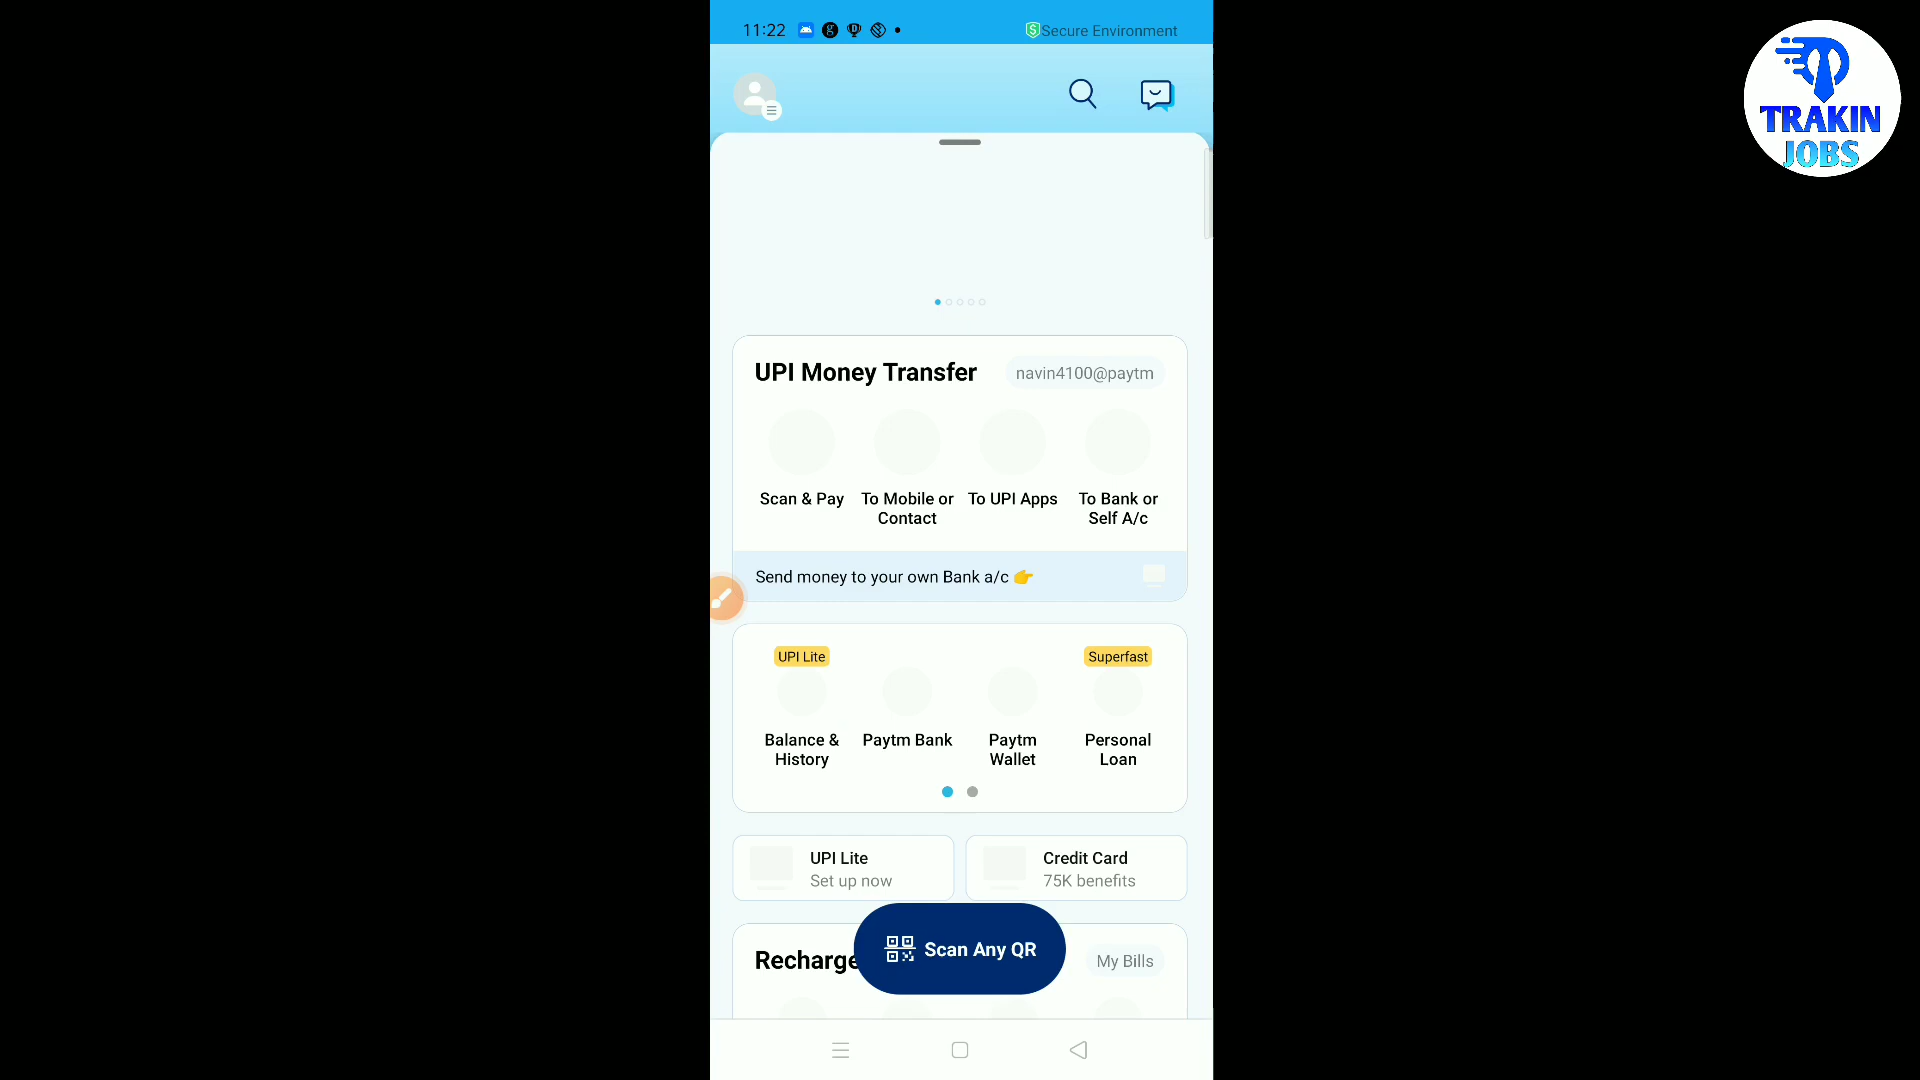 11:22
Secure Environment
TRAKIN
JOBS
UPI Money Transfer
navin4100@paytm
Scan & Pay
To Mobile or
Contact
To UPI Apps
To Bank or
Self A/c
Send money to your own Bank a/c 👉
UPI Lite
Superfast
Balance &
History
Paytm Bank
Paytm
Wallet
Personal
Loan
UPI Lite
Set up now
Credit Card
75K benefits
Recharge
Scan Any QR
My Bills